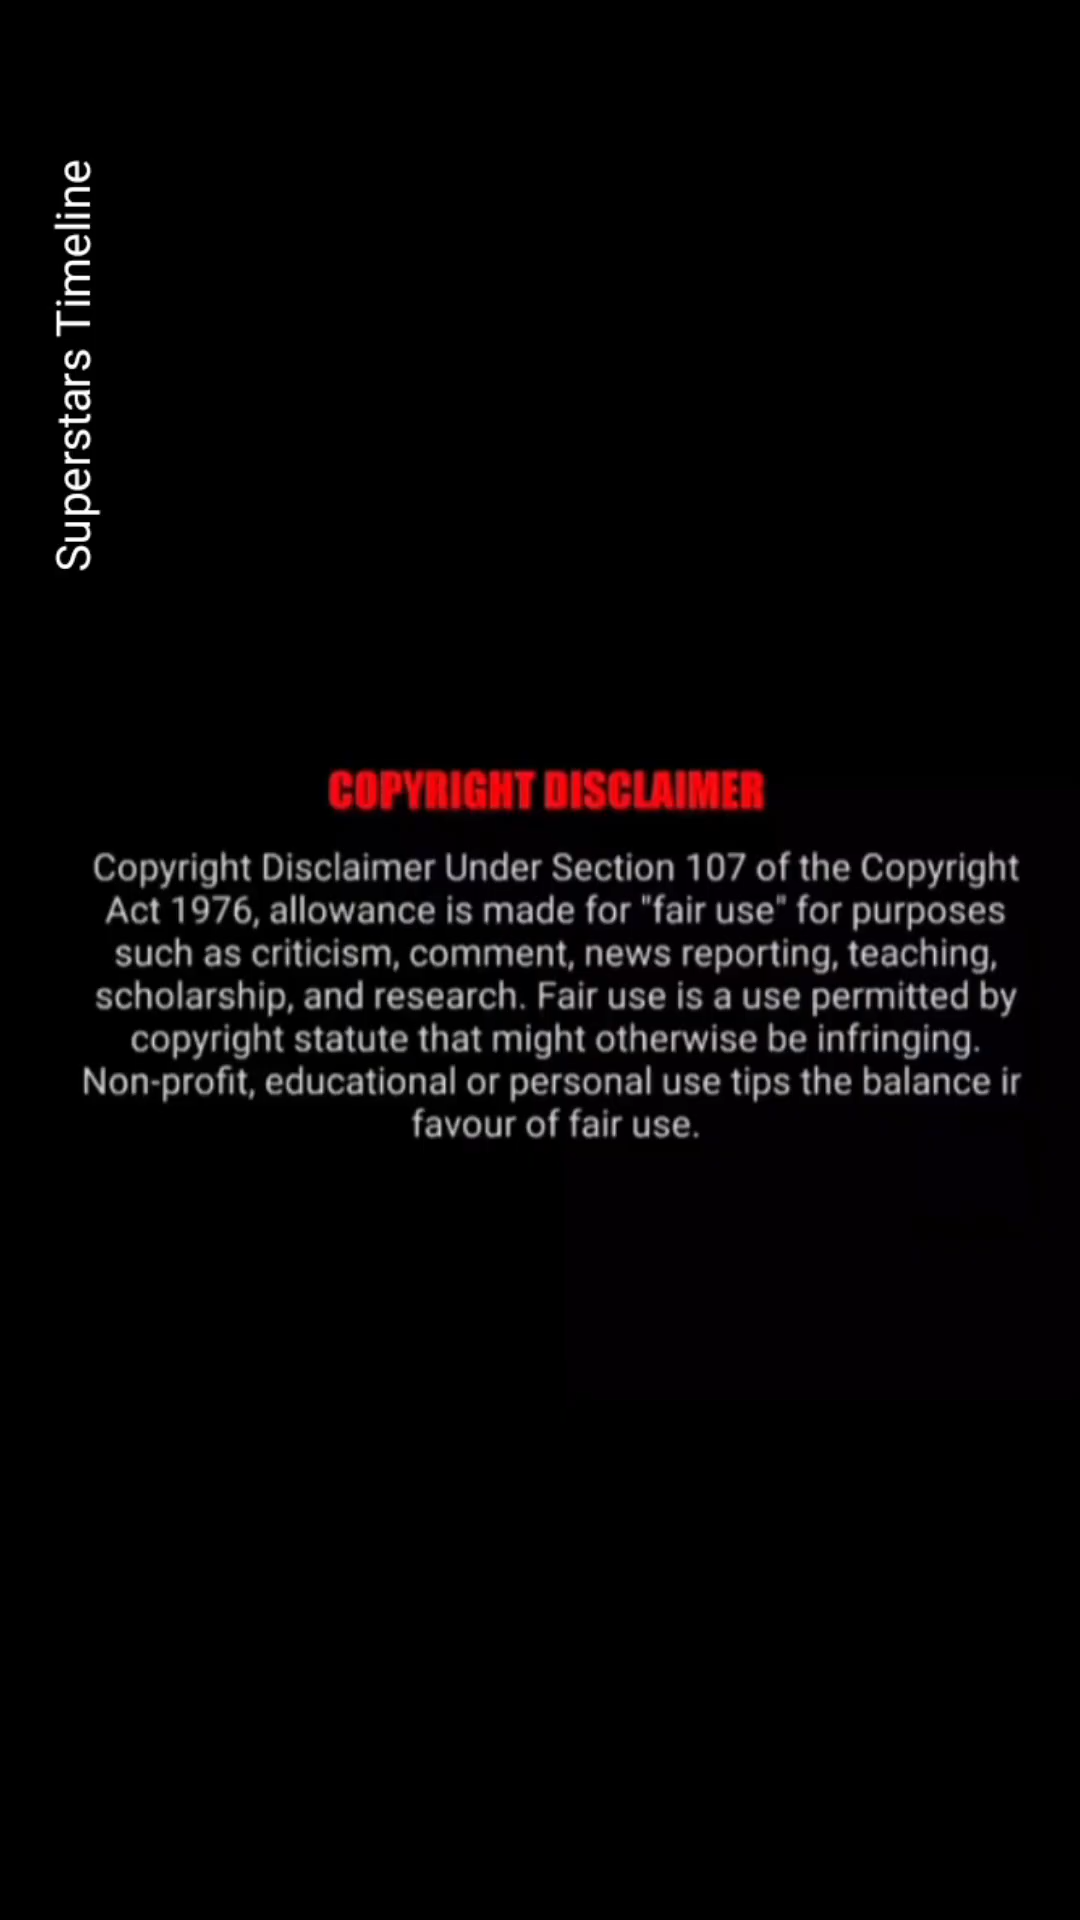 Superstars Timeline
COPYRIGHT DISCLAIMER
Copyright Disclaimer Under Section 107 of the Copyright
Act 1976, allowance is made for "fair use" for purposes
such as criticism, comment, news reporting, teaching,
scholarship, and research. Fair use is a use permitted by
copyright statute that might otherwise be infringing.
Non-profit, educational or personal use tips the balance ir
favour of fair use.